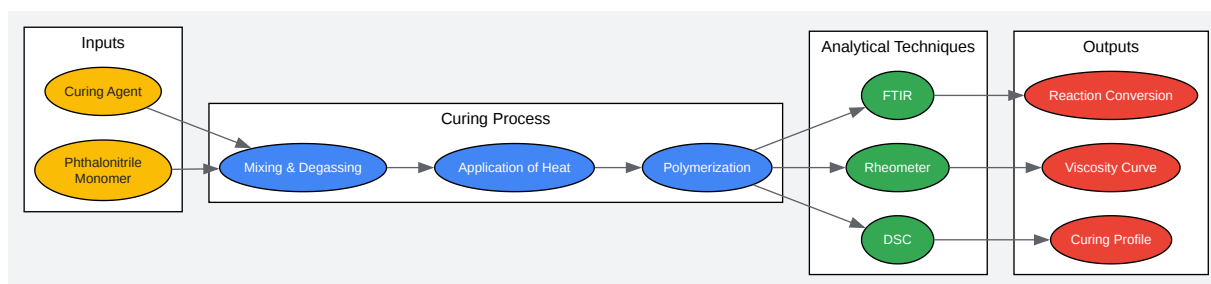 Inputs
Curing Agent
Phthalonitrile
Monomer
Curing Process
Mixing & Degassing
Application of Heat
Polymerization
Analytical Techniques
FTIR
Rheometer
DSC
Outputs
Reaction Conversion
Viscosity Curve
Curing Profile